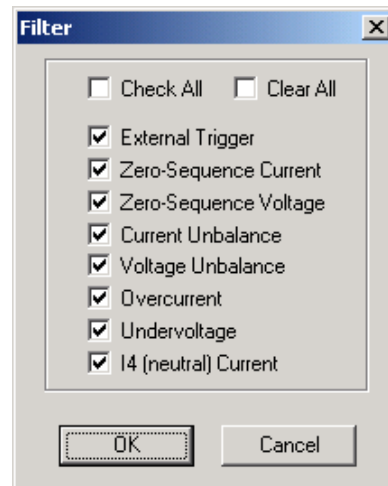 Filter
Check All Clear All
External Trigger
Zero-Sequence Current
Zero-Sequence Voltage
Current Unbalance
Voltage Unbalance
Overcurrent
Undervoltage
I4 (neutral) Current
OK Cancel